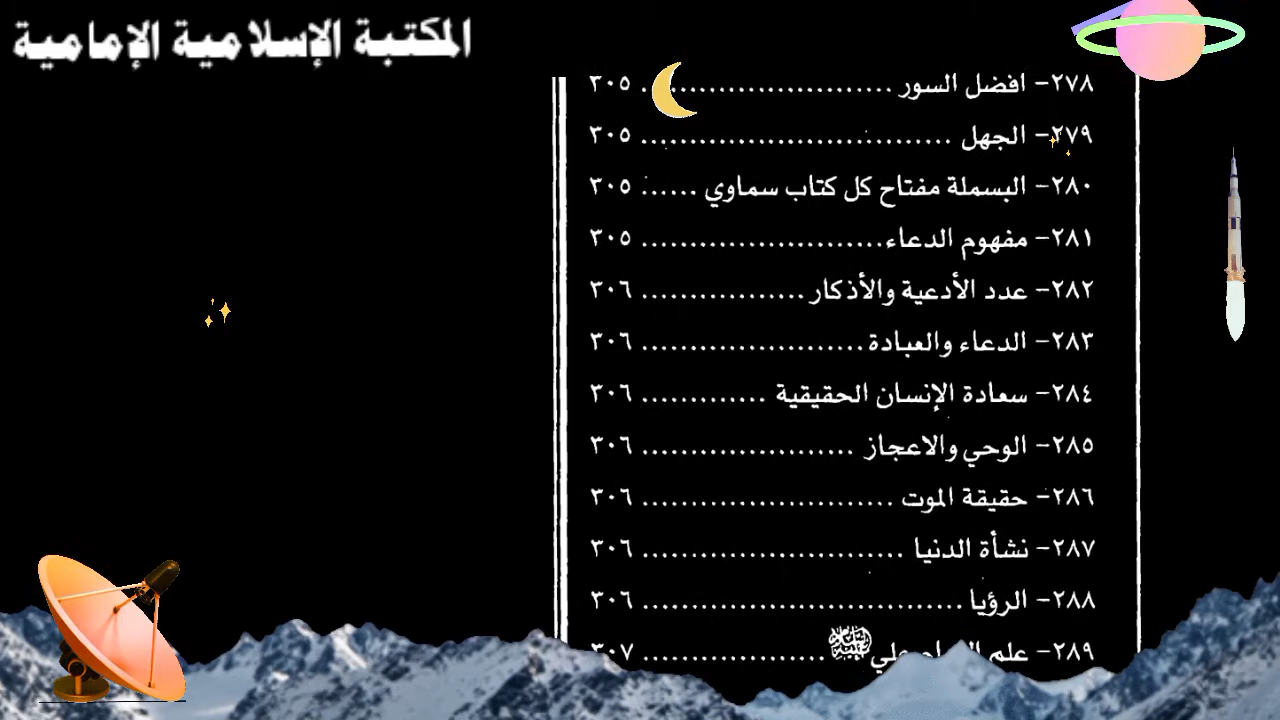 المكتبة الإسلامية الإمامية
٢٧٨- افضل السور ........................ ٣٠٥
٢٧٩- الجهل ................................ ٣٠٥
٢٨٠- البسملة مفتاح كل كتاب سماوي ...... ٣٠٥
٢٨١- مفهوم الدعاء ......................... ٣٠٥
٢٨٢- عدد الأدعية والأذكار ................. ٣٠٦
٢٨٣- الدعاء والعبادة ....................... ٣٠٦
٢٨٤- سعادة الإنسان الحقيقية ............. ٣٠٦
٢٨٥- الوحي والاعجاز ...................... ٣٠٦
٢٨٦- حقيقة الموت .......................... ٣٠٦
٢٨٧- نشأة الدنيا ........................... ٣٠٦
٢٨٨- الرؤيا ................................. ٣٠٦
٢٨٩- علم علي ................... ٣٠٧